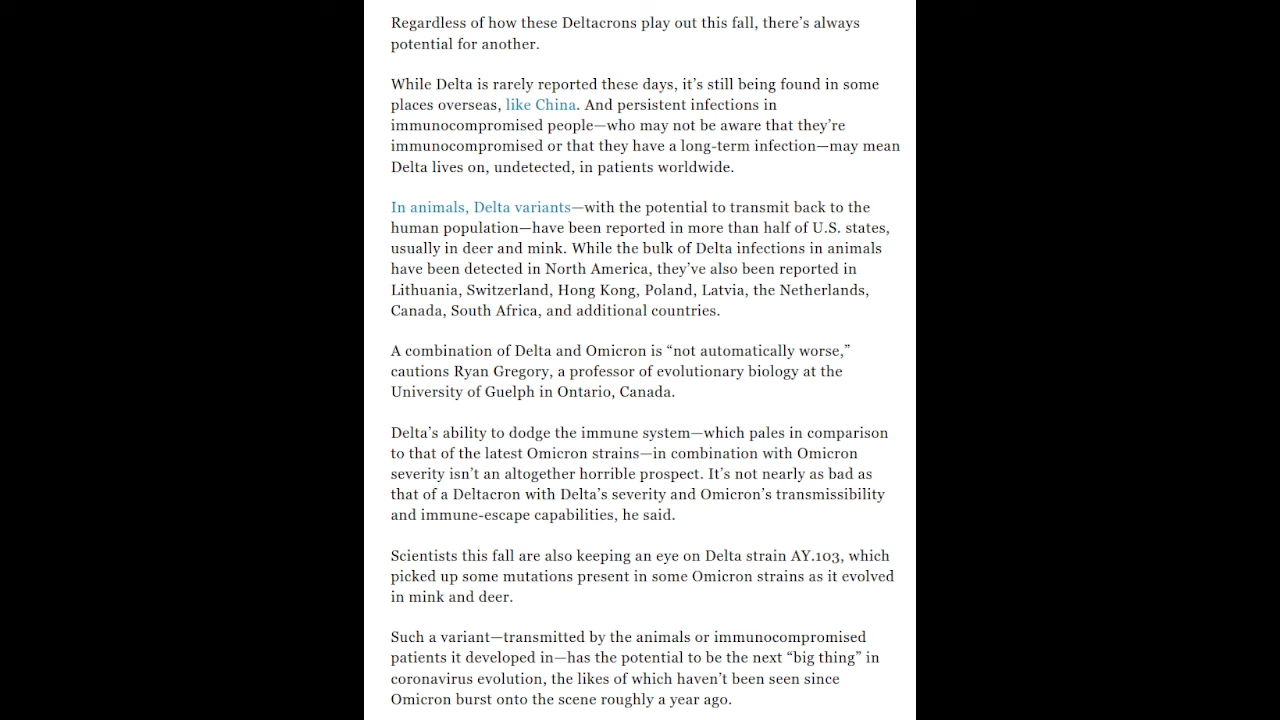 Regardless of how these Deltacrons play out this fall, there’s always
potential for another.
While Delta is rarely reported these days, it’s still being found in some
places overseas, like China. And persistent infections in
immunocompromised people—who may not be aware that they’re
immunocompromised or that they have a long-term infection—may mean
Delta lives on, undetected, in patients worldwide.
In animals, Delta variants—with the potential to transmit back to the
human population—have been reported in more than half of U.S. states,
usually in deer and mink. While the bulk of Delta infections in animals
have been detected in North America, they’ve also been reported in
Lithuania, Switzerland, Hong Kong, Poland, Latvia, the Netherlands,
Canada, South Africa, and additional countries.
A combination of Delta and Omicron is “not automatically worse,”
cautions Ryan Gregory, a professor of evolutionary biology at the
University of Guelph in Ontario, Canada.
Delta’s ability to dodge the immune system—which pales in comparison
to that of the latest Omicron strains—in combination with Omicron
severity isn’t an altogether horrible prospect. It’s not nearly as bad as
that of a Deltacron with Delta’s severity and Omicron’s transmissibility
and immune-escape capabilities, he said.
Scientists this fall are also keeping an eye on Delta strain AY.103, which
picked up some mutations present in some Omicron strains as it evolved
in mink and deer.
Such a variant—transmitted by the animals or immunocompromised
patients it developed in—has the potential to be the next “big thing” in
coronavirus evolution, the likes of which haven’t been seen since
Omicron burst onto the scene roughly a year ago.